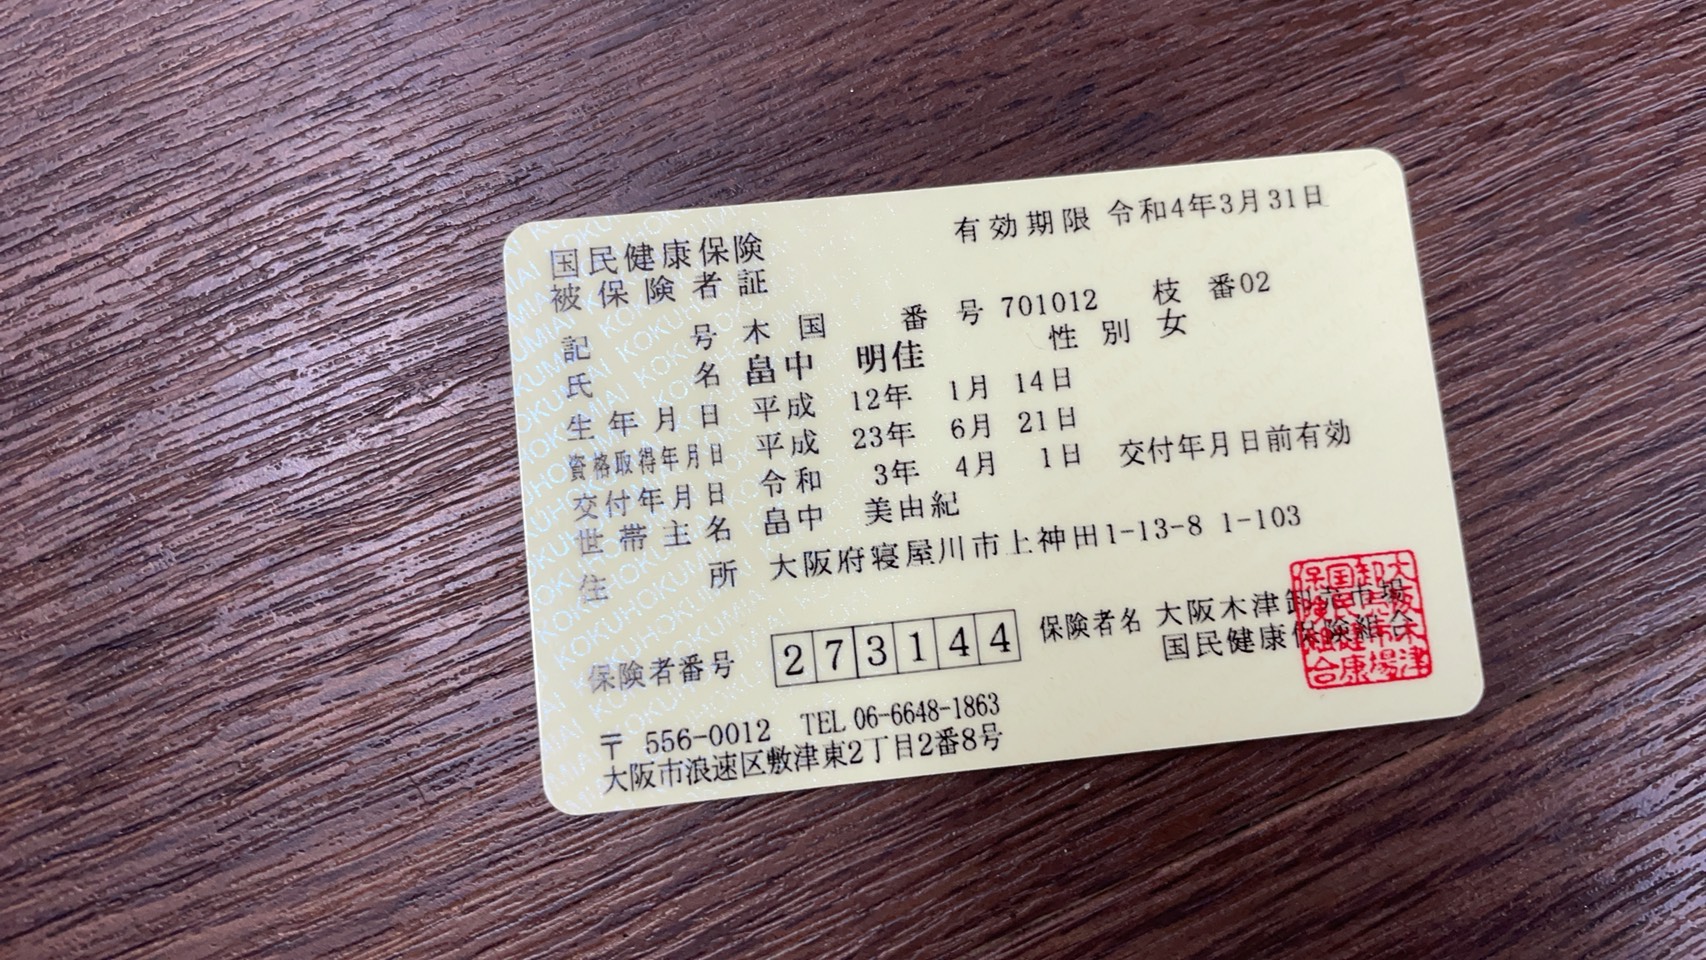 国民健康保険
被保険者証
有効期限 令和4年3月31日
記号 木国 番号 701012 枝番02
氏名 畠中 明佳 性別 女
生年月日 平成 12年 1月 14日
資格取得年月日 平成 23年 6月 21日
交付年月日 令和 3年 4月 1日 交付年月日前有効
世帯主名 畠中 美由紀
住所 大阪府寝屋川市上神田1-13-8 1-103
保険者番号 273144
保険者名 大阪木津卸売市場
国民健康保険組合
〒 556-0012 TEL 06-6648-1863
大阪市浪速区敷津東2丁目2番8号